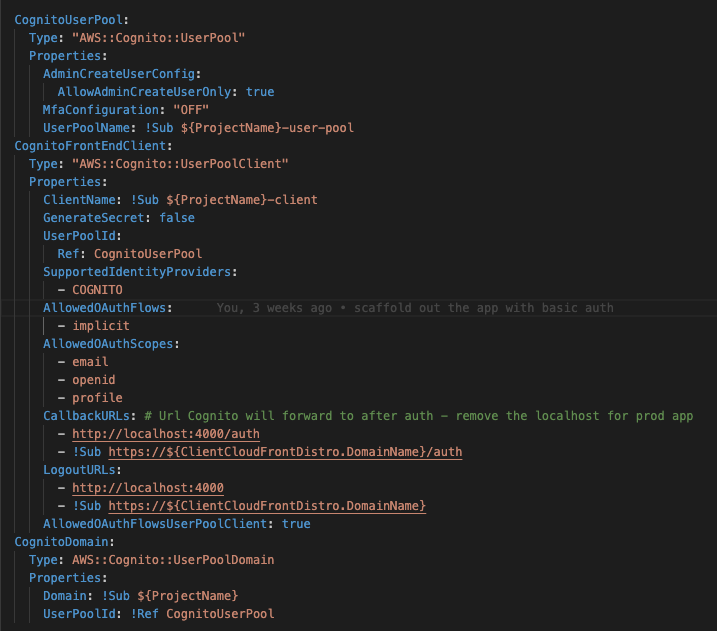 CognitoUserPool:
  Type: "AWS::Cognito::UserPool"
  Properties:
    AdminCreateUserConfig:
      AllowAdminCreateUserOnly: true
    MfaConfiguration: "OFF"
    UserPoolName: !Sub ${ProjectName}-user-pool
CognitoFrontEndClient:
  Type: "AWS::Cognito::UserPoolClient"
  Properties:
    ClientName: !Sub ${ProjectName}-client
    GenerateSecret: false
    UserPoolId:
      Ref: CognitoUserPool
    SupportedIdentityProviders:
      - COGNITO
    AllowedOAuthFlows:      You, 3 weeks ago • scaffold out the app with basic auth
      - implicit
    AllowedOAuthScopes:
      - email
      - openid
      - profile
    CallbackURLs: # Url Cognito will forward to after auth - remove the localhost for prod app
      - http://localhost:4000/auth
      - !Sub https://${ClientCloudFrontDistro.DomainName}/auth
    LogoutURLs:
      - http://localhost:4000
      - !Sub https://${ClientCloudFrontDistro.DomainName}
    AllowedOAuthFlowsUserPoolClient: true
CognitoDomain:
  Type: AWS::Cognito::UserPoolDomain
  Properties:
    Domain: !Sub ${ProjectName}
    UserPoolId: !Ref CognitoUserPool